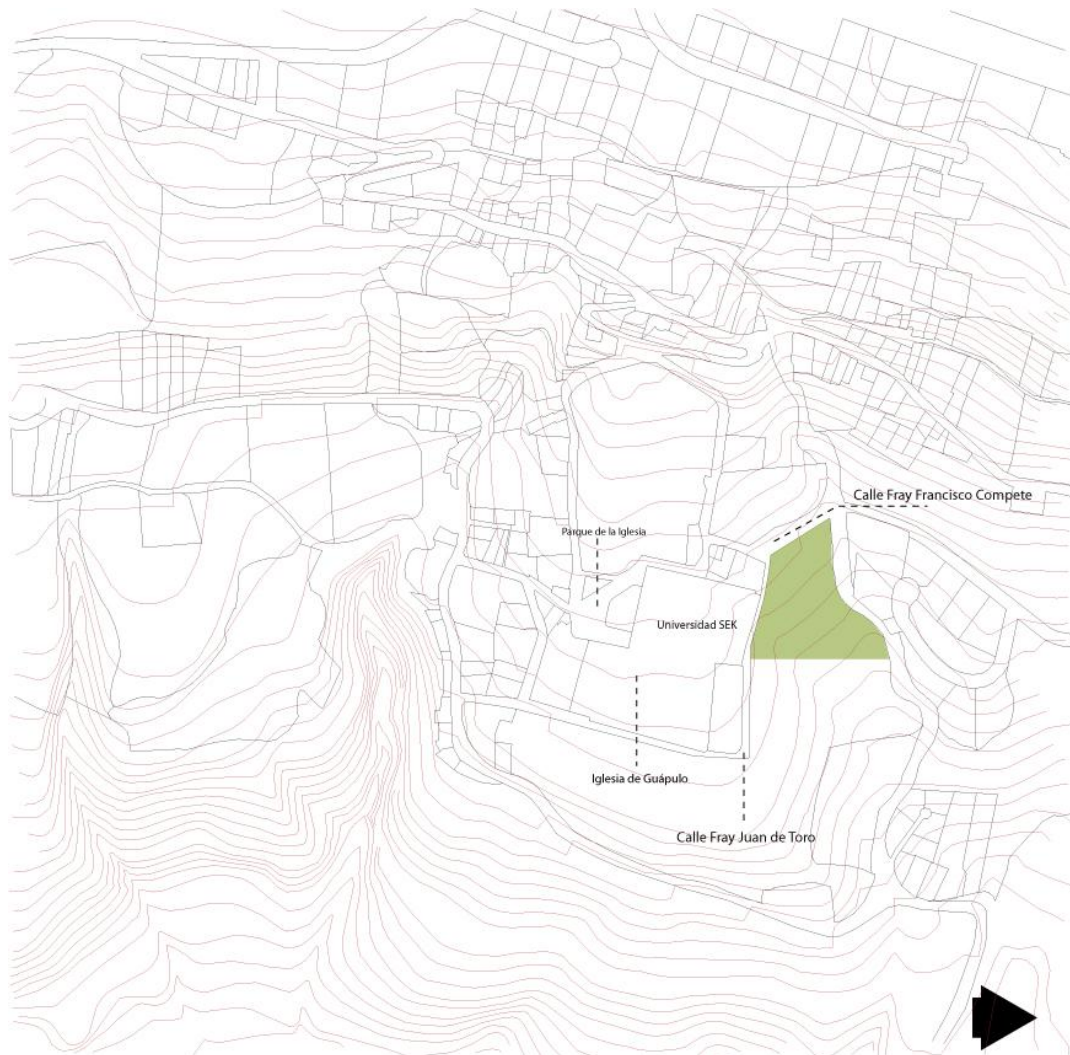 Calle Fray Francisco Compete
Parque de la Iglesia
Universidad SEK
Iglesia de Guápulo
Calle Fray Juan de Toro